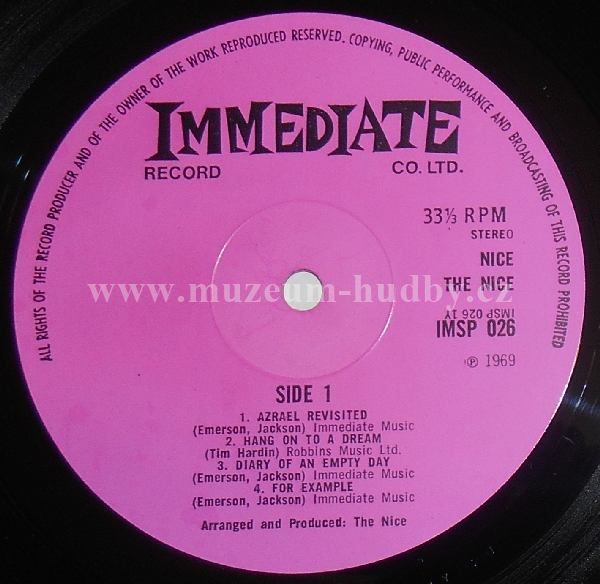 ALL RIGHTS OF THE RECORD PRODUCER AND OF THE OWNER OF THE WORK REPRODUCED RESERVED. COPYING, PUBLIC PERFORMANCE AND BROADCASTING OF THIS RECORD PROHIBITED
IMMEDIATE
RECORD CO. LTD.
33⅓ RPM
STEREO
NICE
THE NICE
www.muzeum-hudby.cz
IMSP 026 1Y
IMSP 026
℗ 1969
SIDE 1
1. AZRAEL REVISITED
(Emerson, Jackson) Immediate Music
2. HANG ON TO A DREAM
(Tim Hardin) Robbins Music Ltd.
3. DIARY OF AN EMPTY DAY
(Emerson, Jackson) Immediate Music
4. FOR EXAMPLE
(Emerson, Jackson) Immediate Music
Arranged and Produced: The Nice